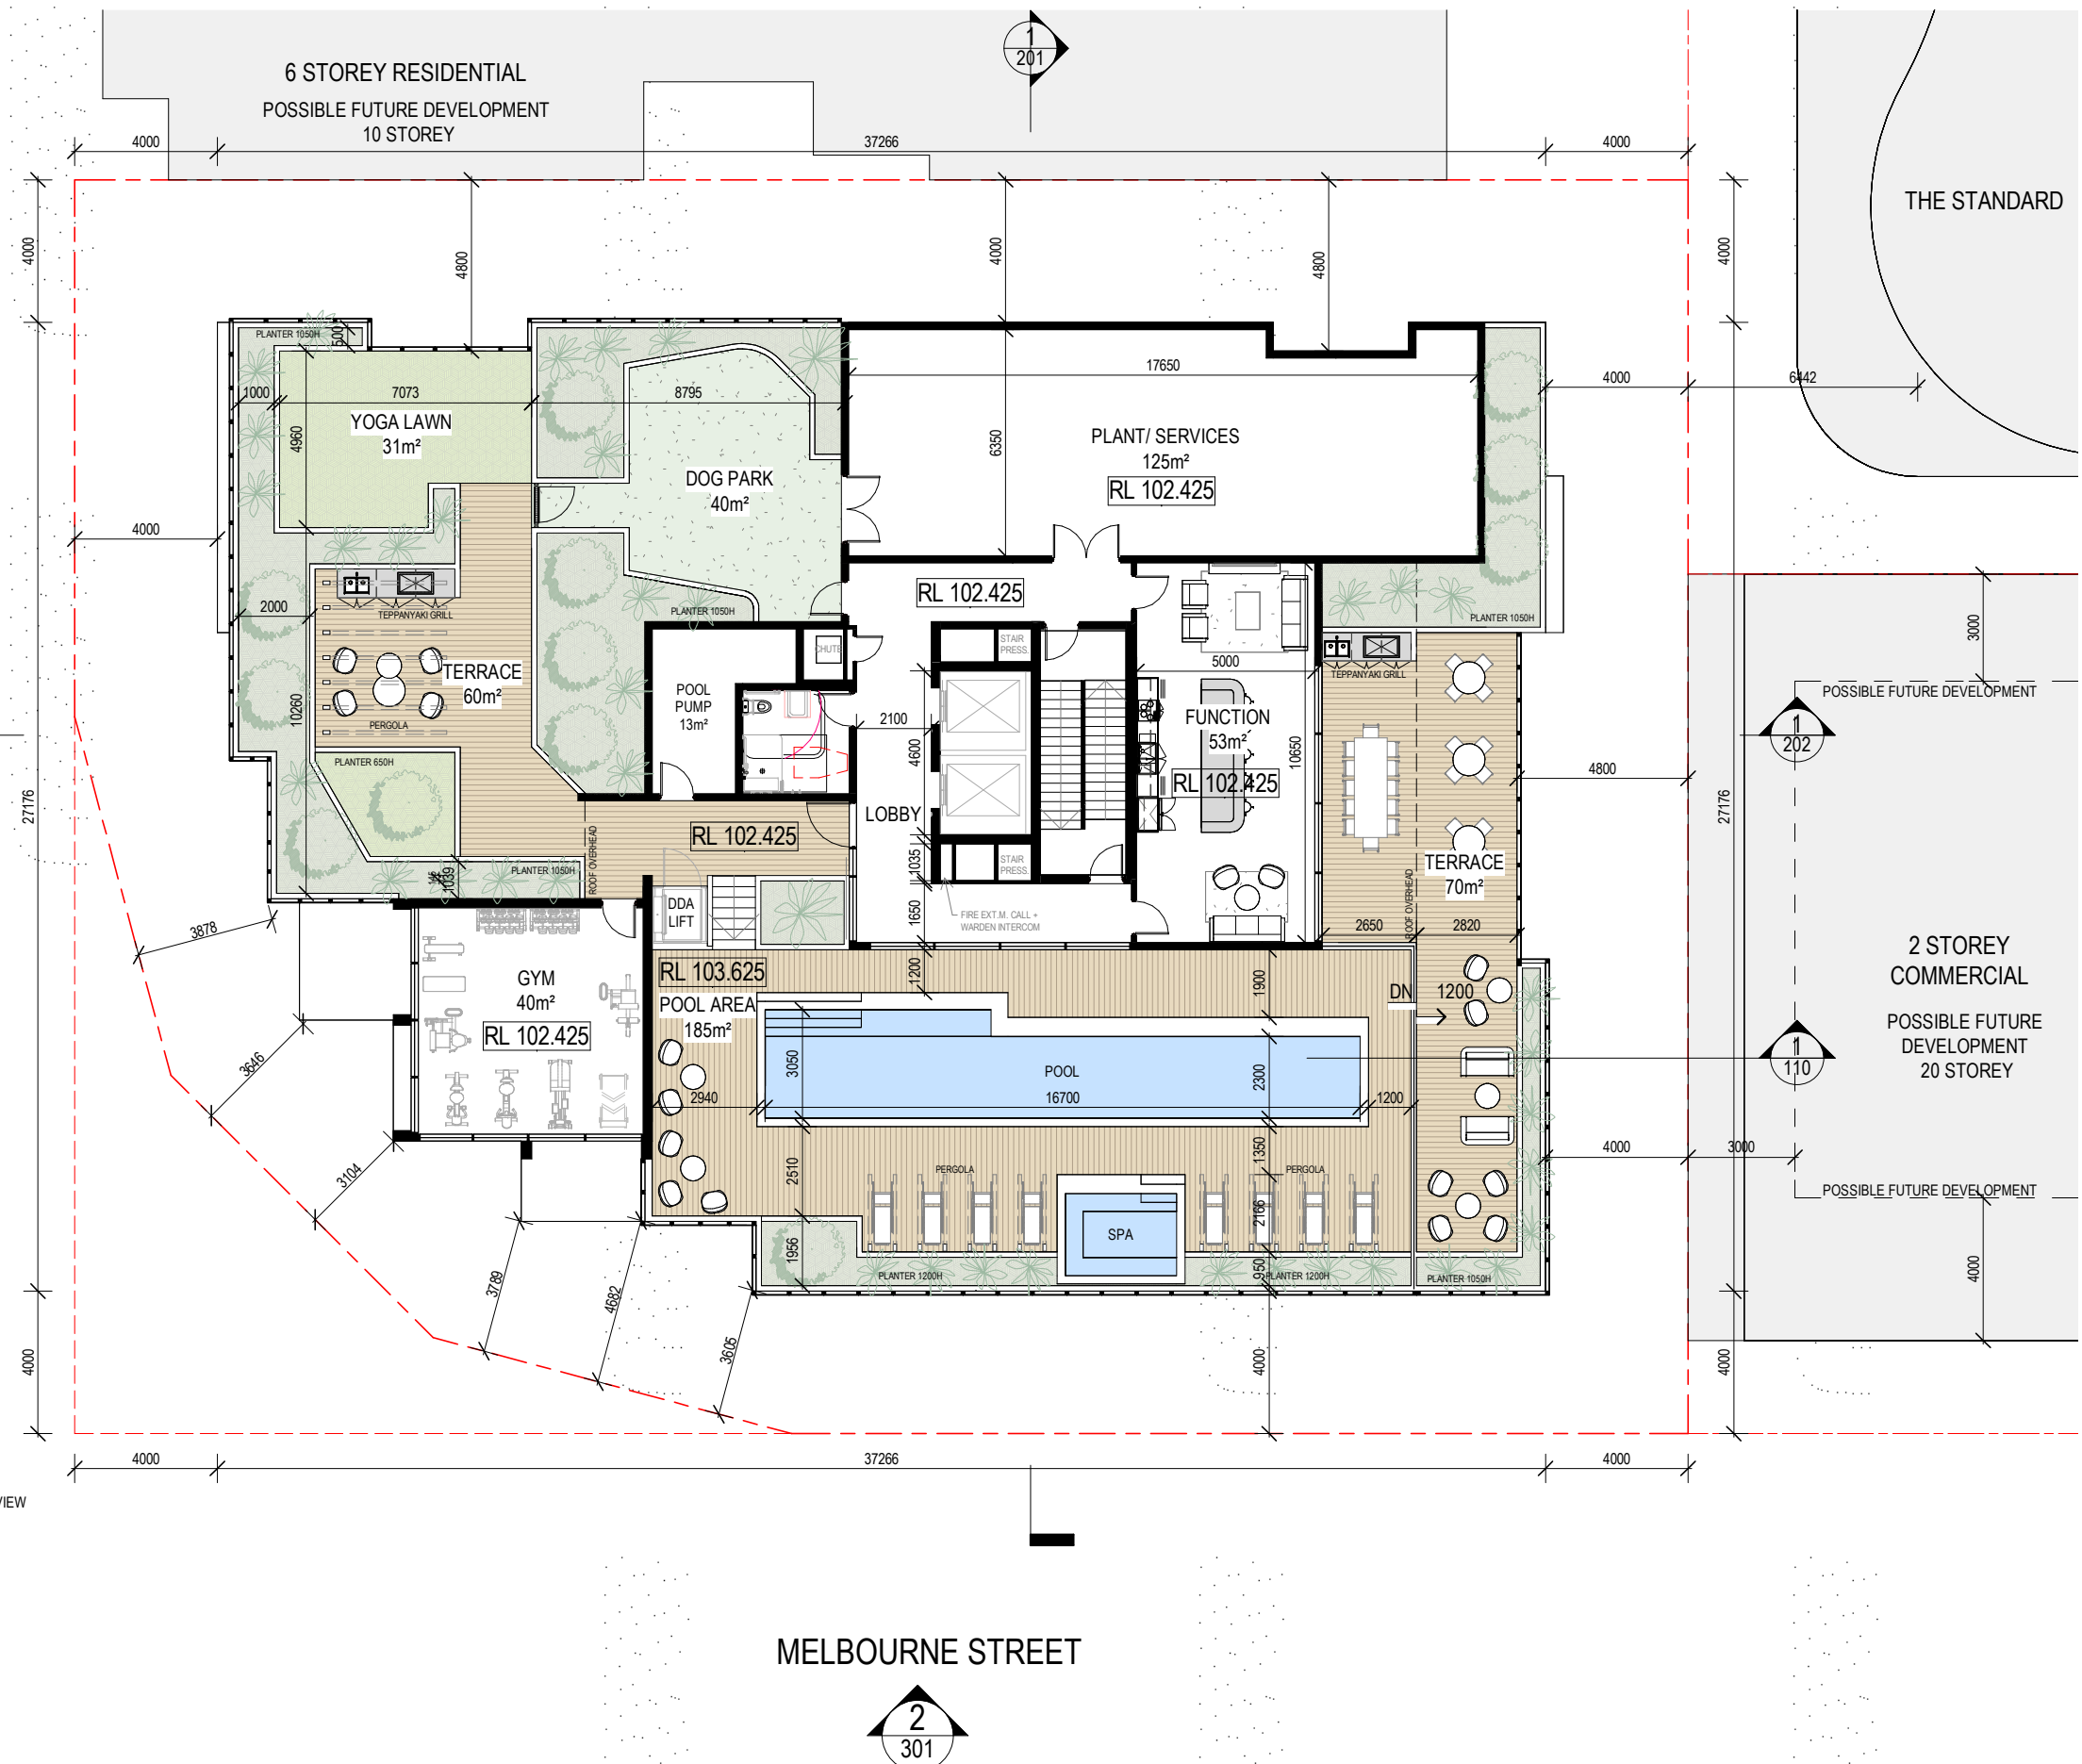 1
201
6 STOREY RESIDENTIAL
POSSIBLE FUTURE DEVELOPMENT
10 STOREY
4000
37266
4000
THE STANDARD
4000
4800
4000
4800
4000
PLANTER 1050H
500
1000
7073
8795
17650
4000
6442
YOGA LAWN
31m²
4960
6350
PLANT/ SERVICES
125m²
RL 102.425
DOG PARK
40m²
4000
2000
TEPPANYAKI GRILL
PLANTER 1050H
RL 102.425
PLANTER 1050H
3000
CHUTE
STAIR
PRESS.
5000
TEPPANYAKI GRILL
TERRACE
60m²
POOL
PUMP
13m²
10260
PERGOLA
2100
4600
FUNCTION
53m²
RL 102.425
10650
POSSIBLE FUTURE DEVELOPMENT
1
202
4800
PLANTER 650H
27176
27176
LOBBY
RL 102.425
ROOF OVERHEAD
1035
STAIR
PRESS.
TERRACE
70m²
ROOF OVERHEAD
PLANTER 1050H
1039
DDA
LIFT
1650
FIRE EXT.M. CALL +
WARDEN INTERCOM
2650
2820
3878
2 STOREY
COMMERCIAL
POSSIBLE FUTURE
DEVELOPMENT
20 STOREY
GYM
40m²
RL 102.425
RL 103.625
POOL AREA
185m²
1200
1900
DN
1200
3646
3050
POOL
2300
1
110
2940
16700
1200
3104
2510
1350
PERGOLA
PERGOLA
4000
3000
POSSIBLE FUTURE DEVELOPMENT
2166
SPA
1956
950
PLANTER 1200H
PLANTER 1200H
PLANTER 1050H
3789
4682
3605
4000
4000
4000
4000
4000
37266
4000
VIEW
MELBOURNE STREET
2
301